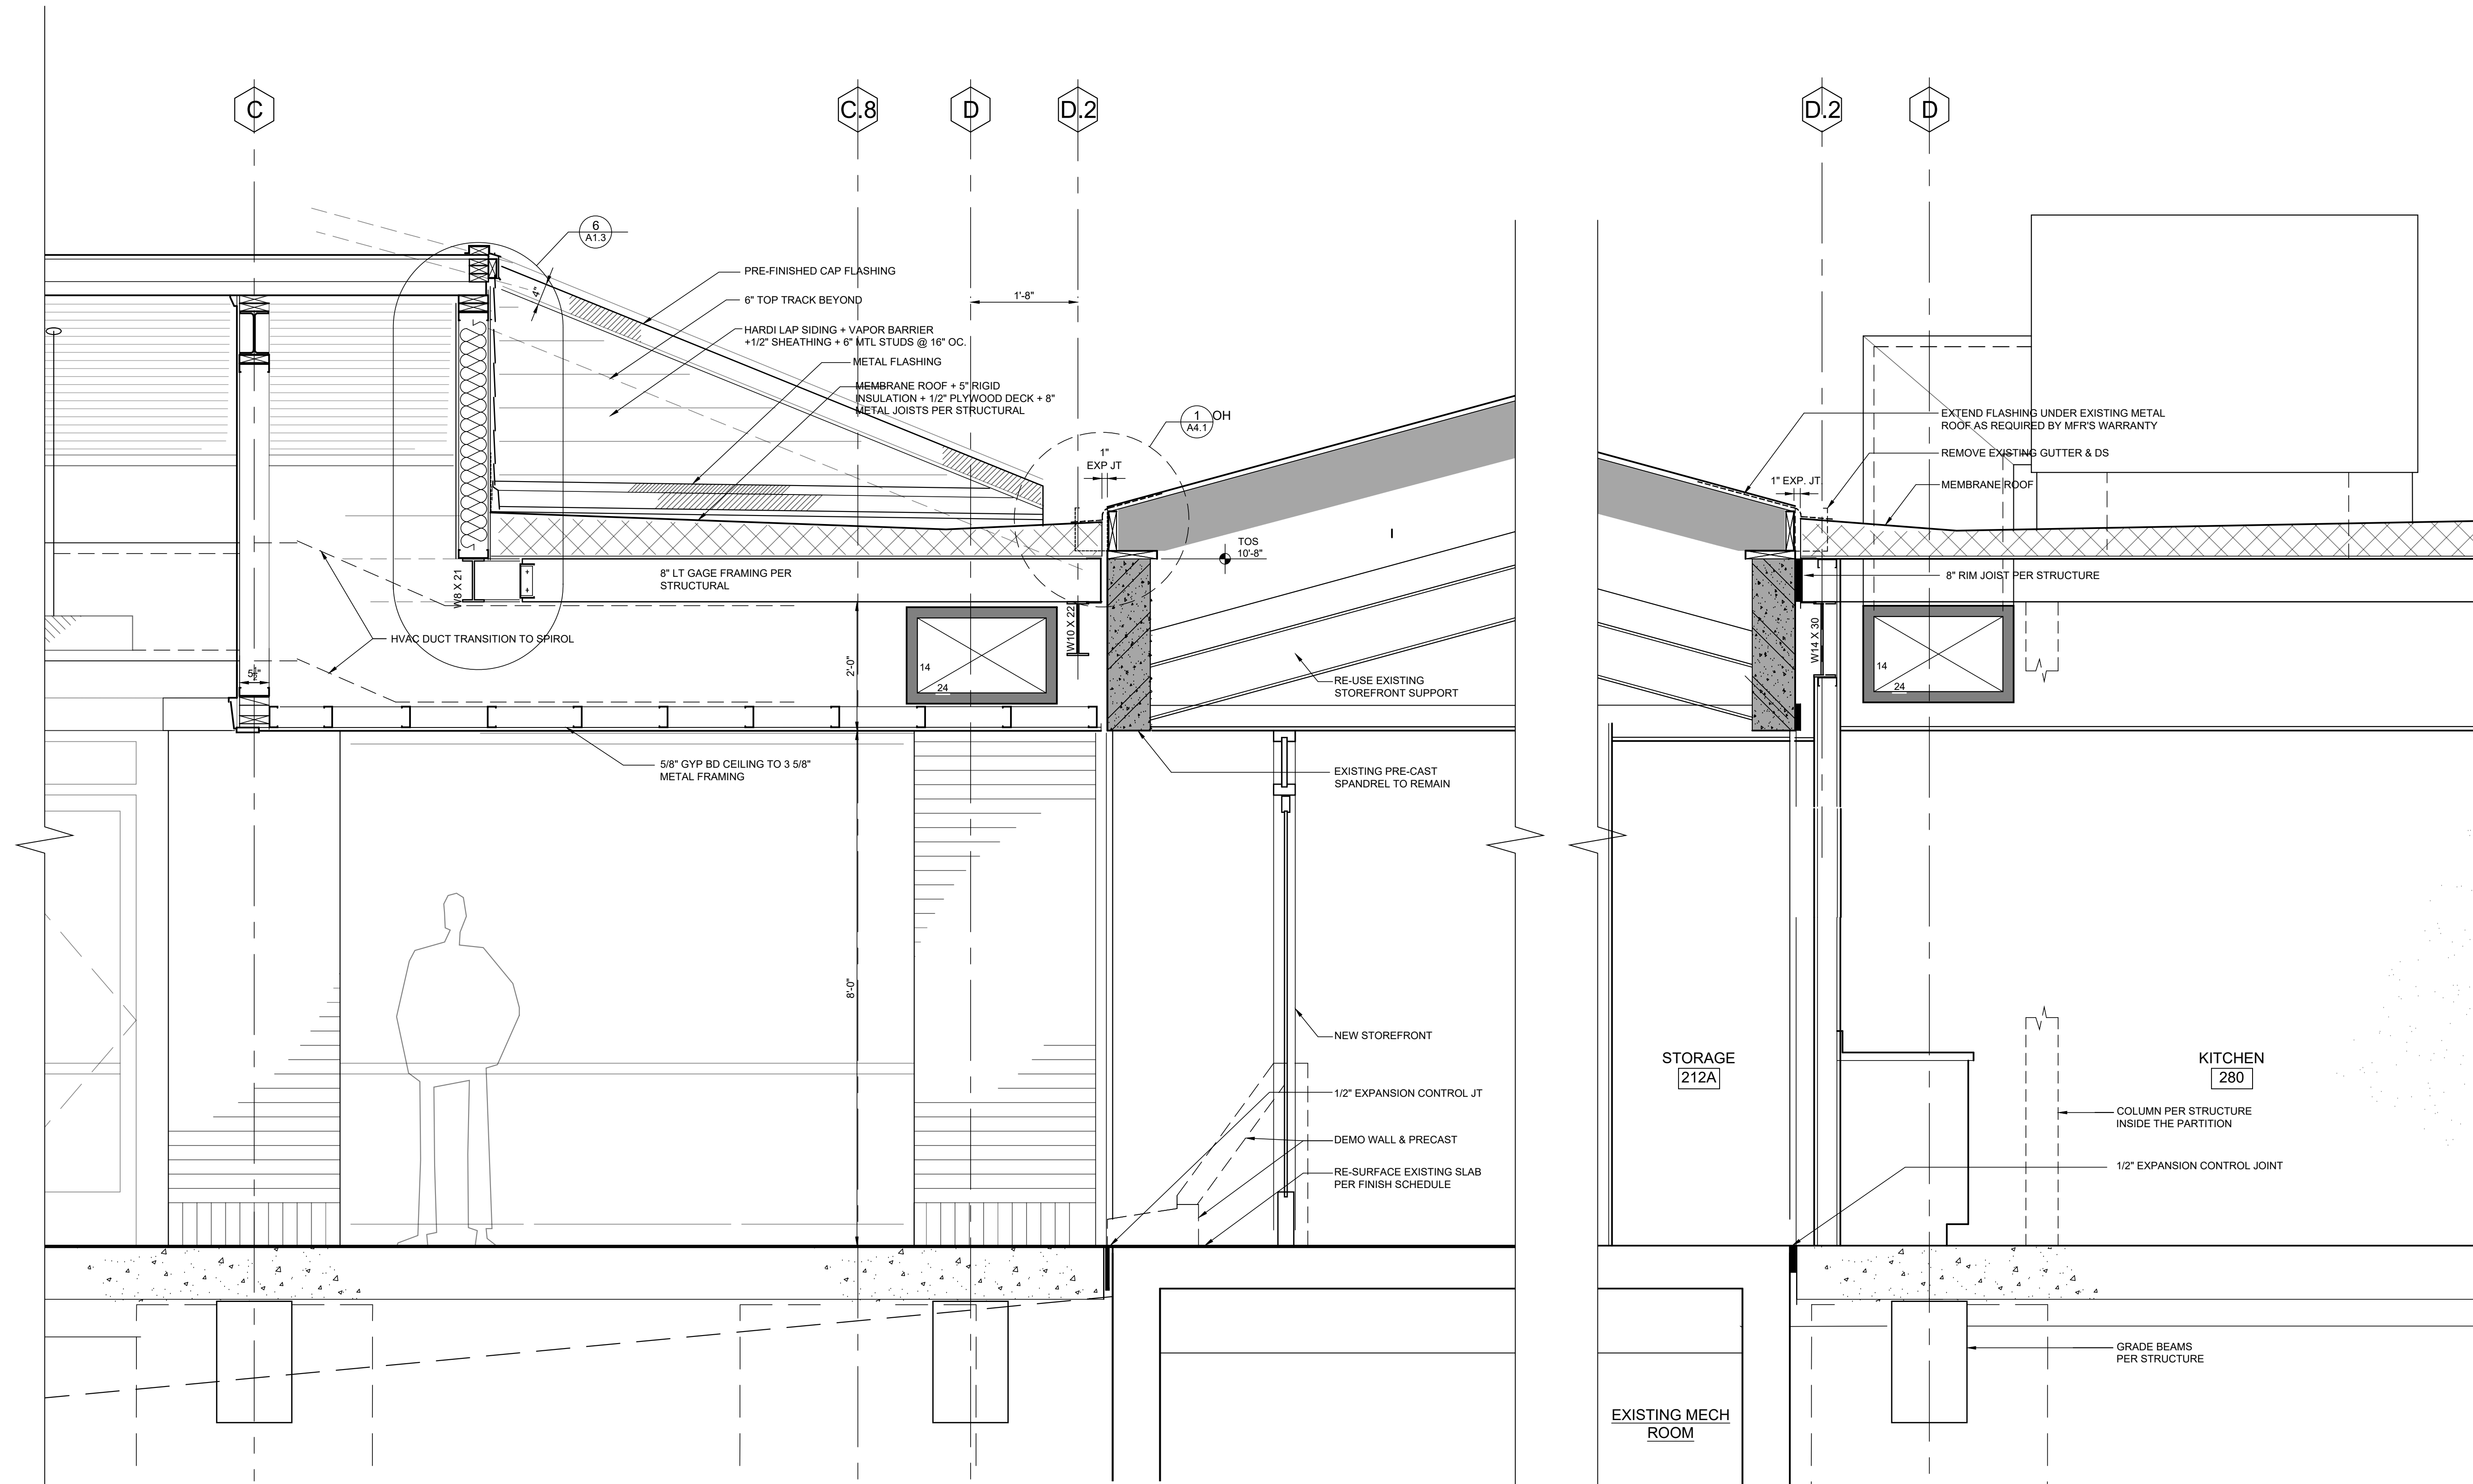 C
C.8
D
D.2
D.2
D
6
A1.3
PRE-FINISHED CAP FLASHING
4"
6" TOP TRACK BEYOND
1'-8"
HARDI LAP SIDING + VAPOR BARRIER
+1/2" SHEATHING + 6" MTL STUDS @ 16" OC.
METAL FLASHING
MEMBRANE ROOF + 5" RIGID
INSULATION + 1/2" PLYWOOD DECK + 8"
METAL JOISTS PER STRUCTURAL
1
A4.1
OH
1"
EXP JT
TOS
10'-8"
8" LT GAGE FRAMING PER
STRUCTURAL
W8 X 21
W10 X 22
HVAC DUCT TRANSITION TO SPIROL
5½"
14
24
2'-0"
RE-USE EXISTING
STOREFRONT SUPPORT
5/8" GYP BD CEILING TO 3 5/8"
METAL FRAMING
EXISTING PRE-CAST
SPANDREL TO REMAIN
8'-0"
NEW STOREFRONT
1/2" EXPANSION CONTROL JT
DEMO WALL & PRECAST
RE-SURFACE EXISTING SLAB
PER FINISH SCHEDULE
EXTEND FLASHING UNDER EXISTING METAL
ROOF AS REQUIRED BY MFR'S WARRANTY
REMOVE EXISTING GUTTER & DS
1" EXP. JT.
MEMBRANE ROOF
8" RIM JOIST PER STRUCTURE
W14 X 30
14
24
STORAGE
212A
KITCHEN
280
COLUMN PER STRUCTURE
INSIDE THE PARTITION
1/2" EXPANSION CONTROL JOINT
GRADE BEAMS
PER STRUCTURE
EXISTING MECH
ROOM